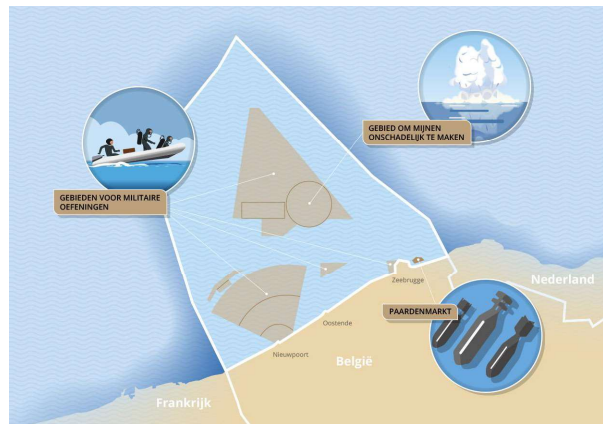 GEBIED OM MIJNEN
ONSCHADELIJK TE MAKEN
GEBIEDEN VOOR MILITAIRE
OEFENINGEN
Zeebrugge
Nederland
PAARDENMARKT
Oostende
Nieuwpoort
België
Frankrijk